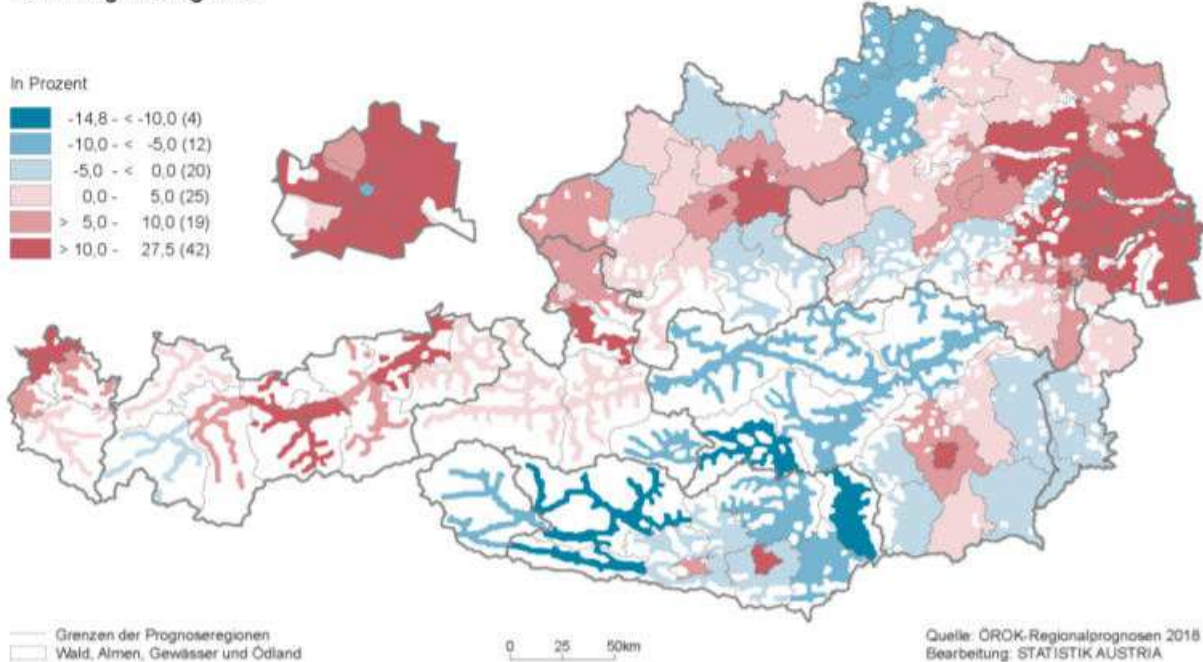 In Prozent
-14,8 - < -10,0 (4)
-10,0 - < -5,0 (12)
-5,0 - < 0,0 (20)
0,0 - 5,0 (25)
> 5,0 - 10,0 (19)
> 10,0 - 27,5 (42)
Grenzen der Prognoseregionen
Wald, Almen, Gewässer und Ödland
0 25 50km
Quelle: ÖROK-Regionalprognosen 2018
Bearbeitung: STATISTIK AUSTRIA